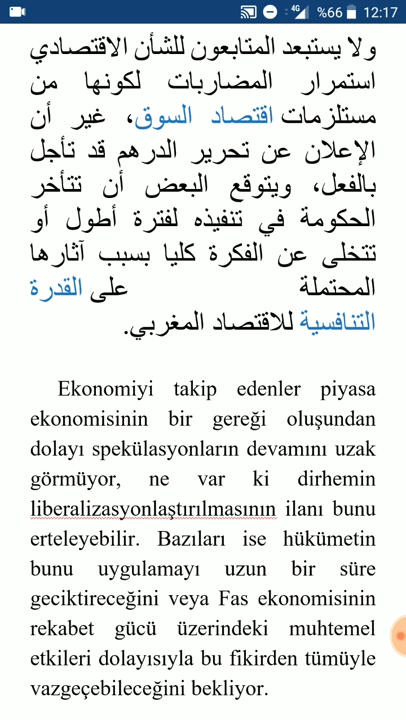 4G %66 12:17
ولا يستبعد المتابعون للشأن الاقتصادي
استمرار المضاربات لكونها من
مستلزمات اقتصاد السوق، غير أن
الإعلان عن تحرير الدرهم قد تأجل
بالفعل، ويتوقع البعض أن تتأخر
الحكومة في تنفيذه لفترة أطول أو
تتخلى عن الفكرة كليا بسبب آثارها
المحتملة على القدرة
التنافسية للاقتصاد المغربي.
Ekonomiyi takip edenler piyasa
ekonomisinin bir gereği oluşundan
dolayı spekülasyonların devamını uzak
görmüyor, ne var ki dirhemin
liberalizasyonlaştırılmasının ilanı bunu
erteleyebilir. Bazıları ise hükümetin
bunu uygulamayı uzun bir süre
geciktireceğini veya Fas ekonomisinin
rekabet gücü üzerindeki muhtemel
etkileri dolayısıyla bu fikirden tümüyle
vazgeçebileceğini bekliyor.